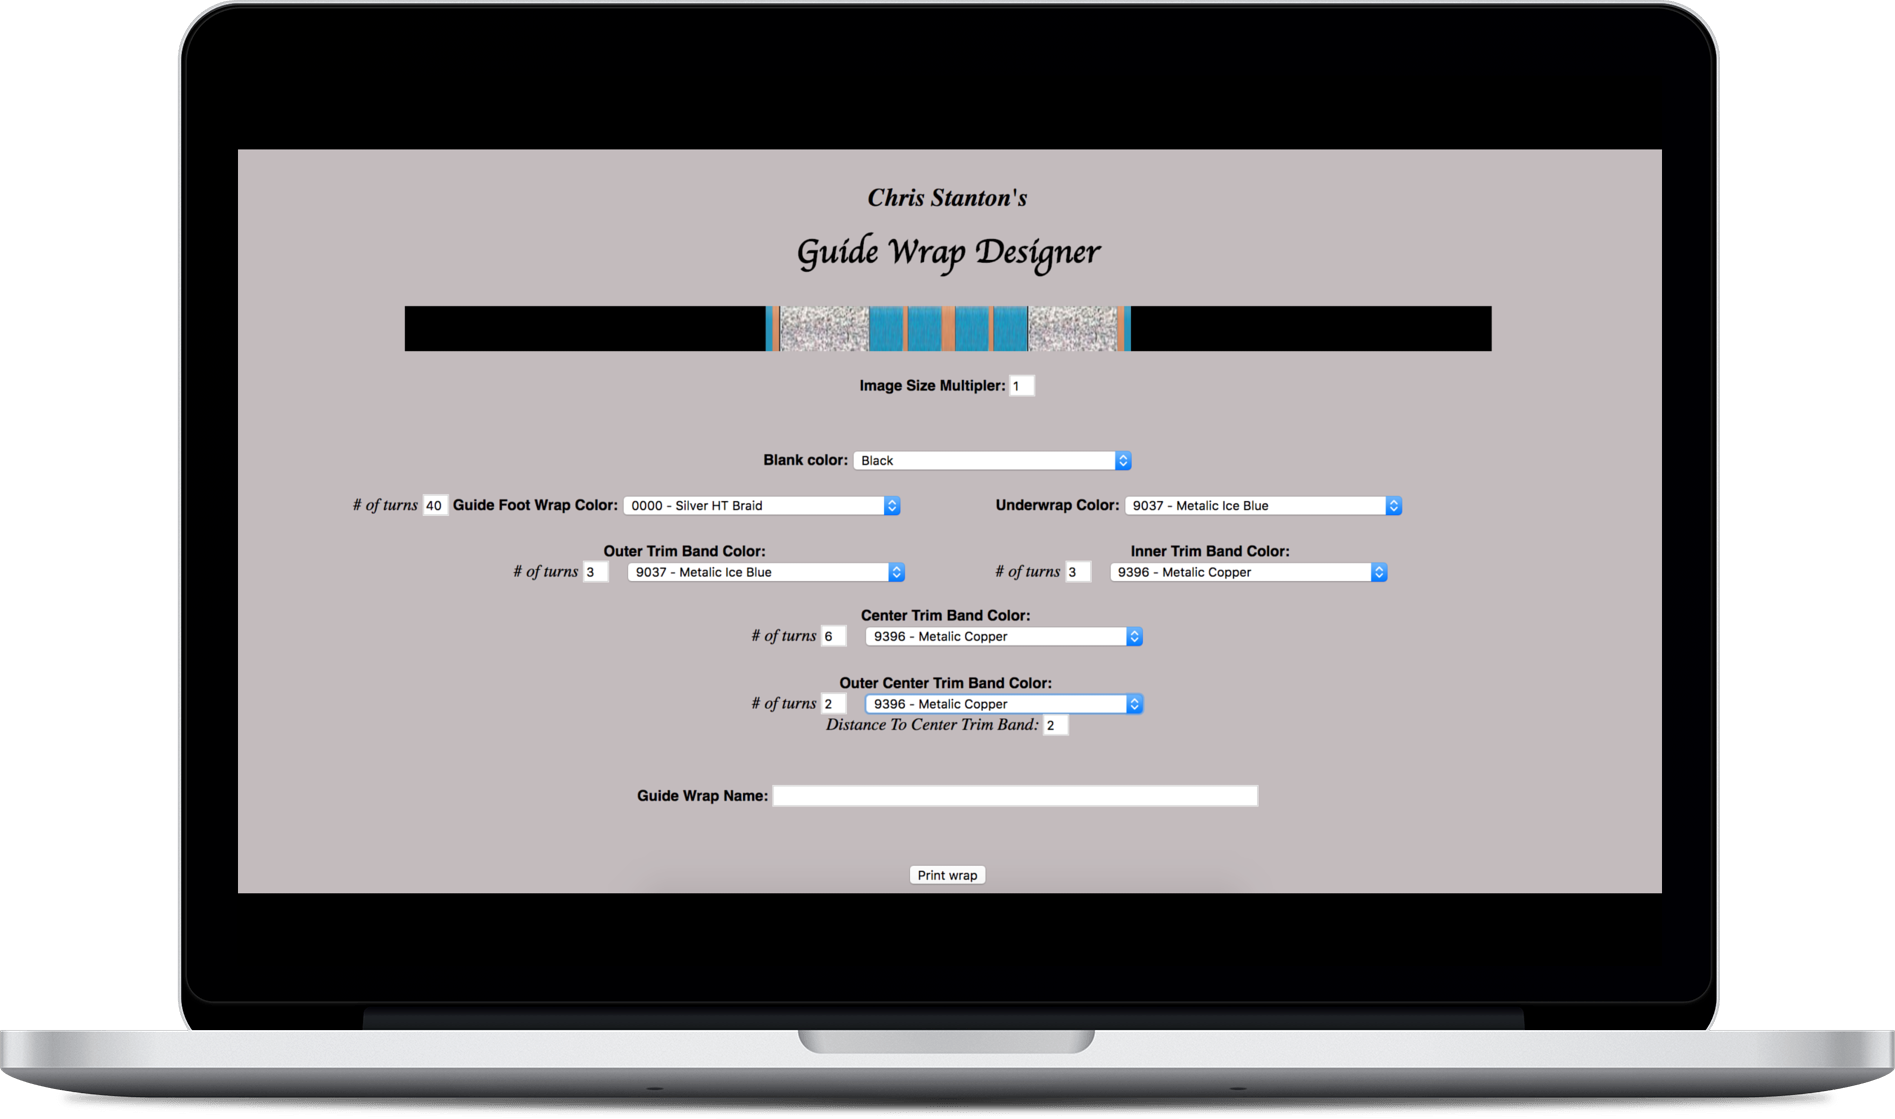 Chris Stanton's
Guide Wrap Designer
Image Size Multipler: 1
Blank color: Black
# of turns 40 Guide Foot Wrap Color: 0000 - Silver HT Braid Underwrap Color: 9037 - Metalic Ice Blue
Outer Trim Band Color: Inner Trim Band Color:
# of turns 3 9037 - Metalic Ice Blue # of turns 3 9396 - Metalic Copper
Center Trim Band Color:
# of turns 6 9396 - Metalic Copper
Outer Center Trim Band Color:
# of turns 2 9396 - Metalic Copper
Distance To Center Trim Band: 2
Guide Wrap Name:
Print wrap